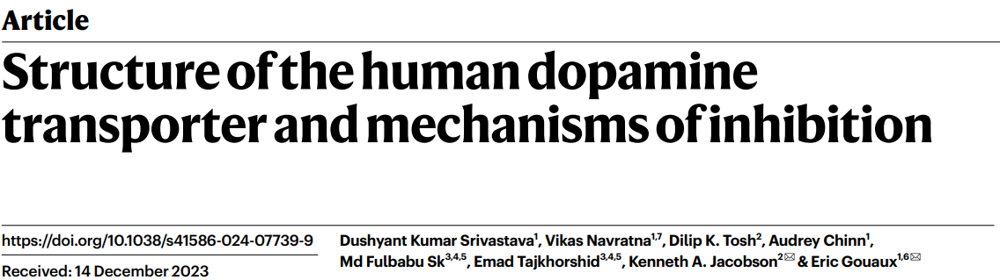 Article
Structure of the human dopamine
transporter and mechanisms of inhibition
https://doi.org/10.1038/s41586-024-07739-9
Received: 14 December 2023
Dushyant Kumar Srivastava1, Vikas Navratna1,7, Dilip K. Tosh2, Audrey Chinn1,
Md Fulbabu Sk3,4,5, Emad Tajkhorshid3,4,5, Kenneth A. Jacobson2✉ & Eric Gouaux1,6✉